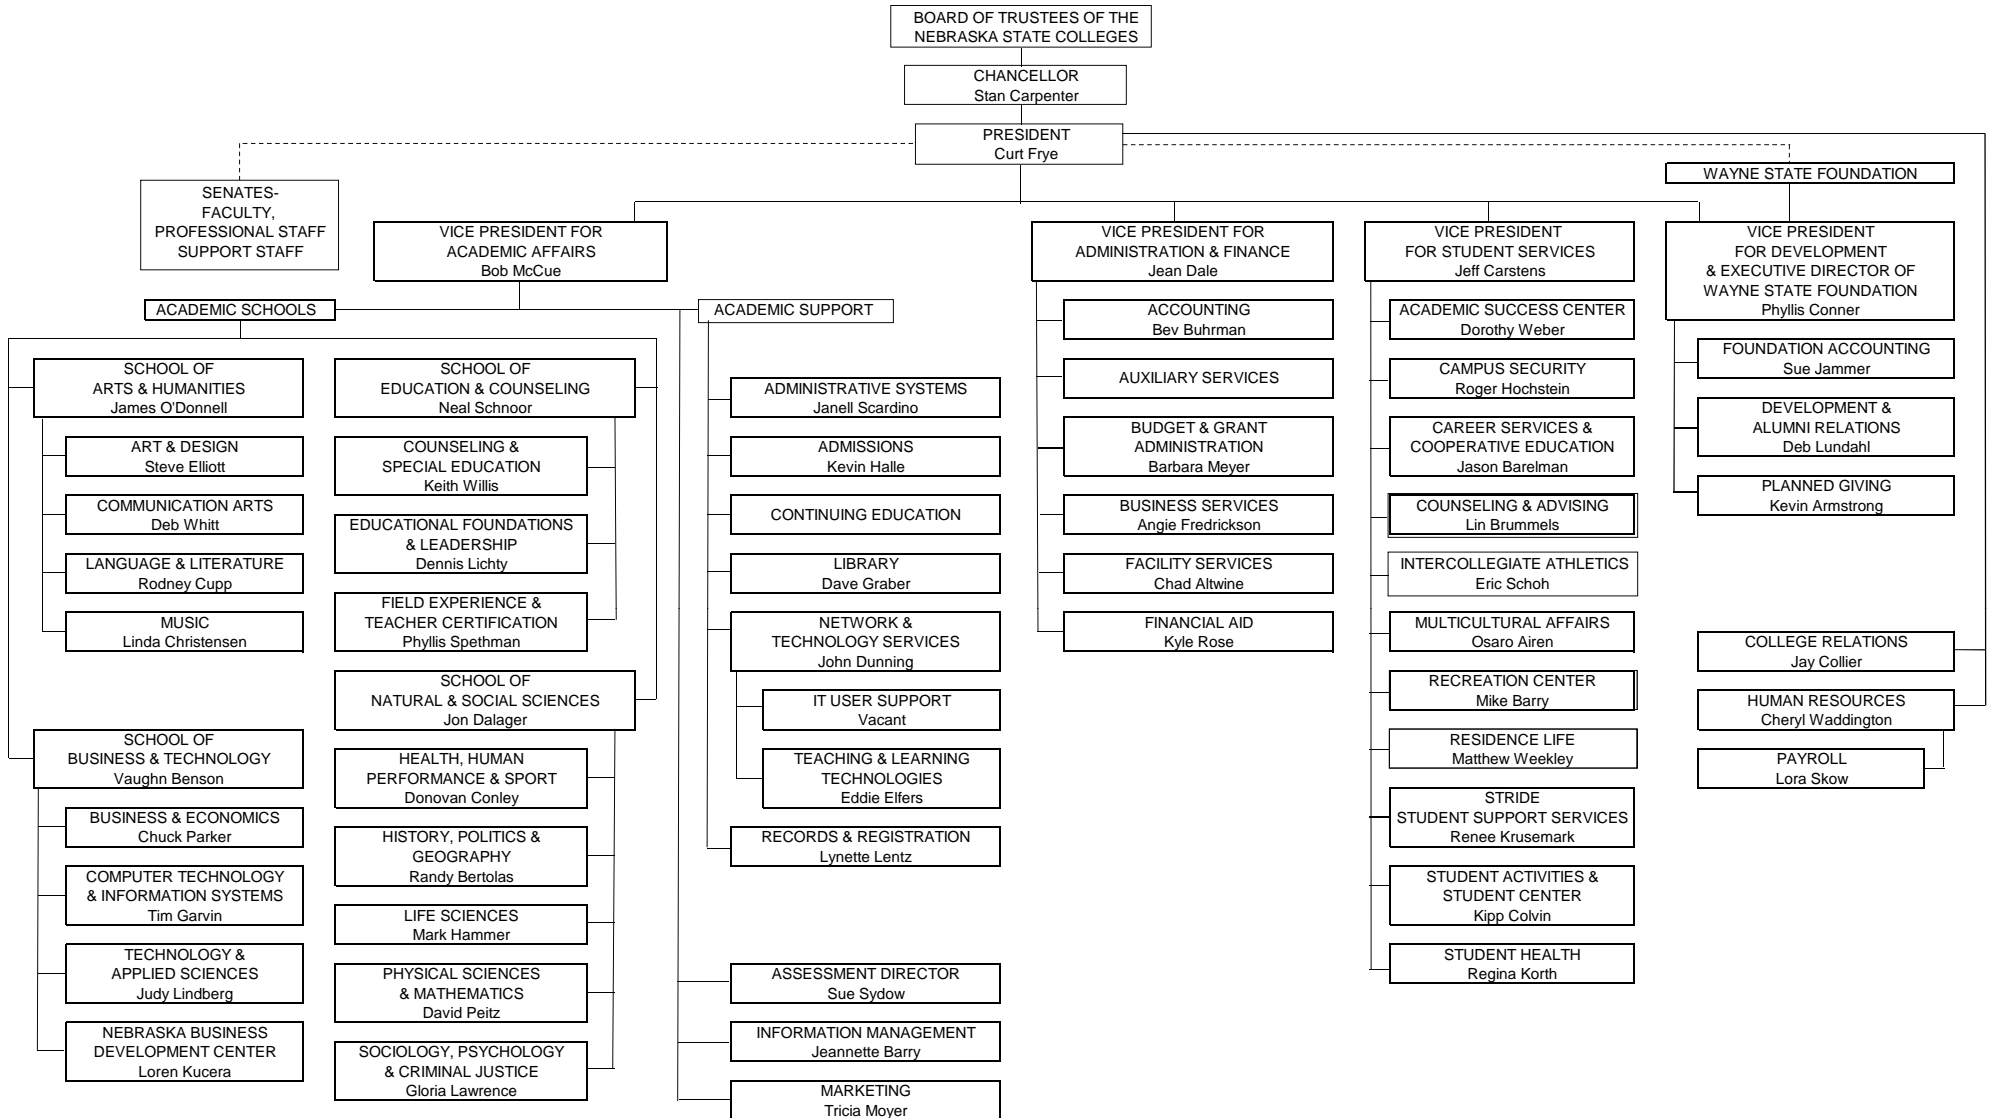 BOARD OF TRUSTEES OF THE
NEBRASKA STATE COLLEGES
CHANCELLOR
Stan Carpenter
PRESIDENT
Curt Frye
SENATES-
FACULTY,
PROFESSIONAL STAFF
SUPPORT STAFF
WAYNE STATE FOUNDATION
VICE PRESIDENT FOR
ACADEMIC AFFAIRS
Bob McCue
VICE PRESIDENT FOR
ADMINISTRATION & FINANCE
Jean Dale
VICE PRESIDENT
FOR STUDENT SERVICES
Jeff Carstens
VICE PRESIDENT
FOR DEVELOPMENT
& EXECUTIVE DIRECTOR OF
WAYNE STATE FOUNDATION
Phyllis Conner
ACADEMIC SCHOOLS
SCHOOL OF
ARTS & HUMANITIES
James O'Donnell
ART & DESIGN
Steve Elliott
COMMUNICATION ARTS
Deb Whitt
LANGUAGE & LITERATURE
Rodney Cupp
MUSIC
Linda Christensen
SCHOOL OF
BUSINESS & TECHNOLOGY
Vaughn Benson
BUSINESS & ECONOMICS
Chuck Parker
COMPUTER TECHNOLOGY
& INFORMATION SYSTEMS
Tim Garvin
TECHNOLOGY &
APPLIED SCIENCES
Judy Lindberg
NEBRASKA BUSINESS
DEVELOPMENT CENTER
Loren Kucera
SCHOOL OF
EDUCATION & COUNSELING
Neal Schnoor
COUNSELING &
SPECIAL EDUCATION
Keith Willis
EDUCATIONAL FOUNDATIONS
& LEADERSHIP
Dennis Lichty
FIELD EXPERIENCE &
TEACHER CERTIFICATION
Phyllis Spethman
SCHOOL OF
NATURAL & SOCIAL SCIENCES
Jon Dalager
HEALTH, HUMAN
PERFORMANCE & SPORT
Donovan Conley
HISTORY, POLITICS &
GEOGRAPHY
Randy Bertolas
LIFE SCIENCES
Mark Hammer
PHYSICAL SCIENCES
& MATHEMATICS
David Peitz
SOCIOLOGY, PSYCHOLOGY
& CRIMINAL JUSTICE
Gloria Lawrence
ACADEMIC SUPPORT
ADMINISTRATIVE SYSTEMS
Janell Scardino
ADMISSIONS
Kevin Halle
CONTINUING EDUCATION
LIBRARY
Dave Graber
NETWORK &
TECHNOLOGY SERVICES
John Dunning
IT USER SUPPORT
Vacant
TEACHING & LEARNING
TECHNOLOGIES
Eddie Elfers
RECORDS & REGISTRATION
Lynette Lentz
ASSESSMENT DIRECTOR
Sue Sydow
INFORMATION MANAGEMENT
Jeannette Barry
MARKETING
Tricia Moyer
ACCOUNTING
Bev Buhrman
AUXILIARY SERVICES
BUDGET & GRANT
ADMINISTRATION
Barbara Meyer
BUSINESS SERVICES
Angie Fredrickson
FACILITY SERVICES
Chad Altwine
FINANCIAL AID
Kyle Rose
ACADEMIC SUCCESS CENTER
Dorothy Weber
CAMPUS SECURITY
Roger Hochstein
CAREER SERVICES &
COOPERATIVE EDUCATION
Jason Barelman
COUNSELING & ADVISING
Lin Brummels
INTERCOLLEGIATE ATHLETICS
Eric Schoh
MULTICULTURAL AFFAIRS
Osaro Airen
RECREATION CENTER
Mike Barry
RESIDENCE LIFE
Matthew Weekley
STRIDE
STUDENT SUPPORT SERVICES
Renee Krusemark
STUDENT ACTIVITIES &
STUDENT CENTER
Kipp Colvin
STUDENT HEALTH
Regina Korth
FOUNDATION ACCOUNTING
Sue Jammer
DEVELOPMENT &
ALUMNI RELATIONS
Deb Lundahl
PLANNED GIVING
Kevin Armstrong
COLLEGE RELATIONS
Jay Collier
HUMAN RESOURCES
Cheryl Waddington
PAYROLL
Lora Skow